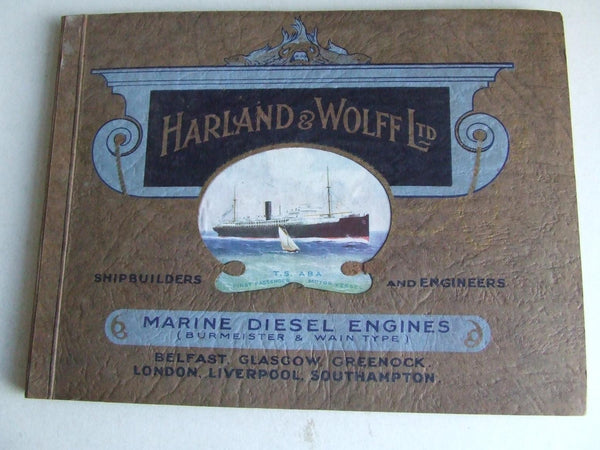 HARLAND & WOLFF LTD
T.S. ABA
FIRST PASSENGER MOTOR VESSEL
SHIPBUILDERS AND ENGINEERS
MARINE DIESEL ENGINES
(BURMEISTER & WAIN TYPE)
BELFAST, GLASGOW, GREENOCK,
LONDON, LIVERPOOL, SOUTHAMPTON.